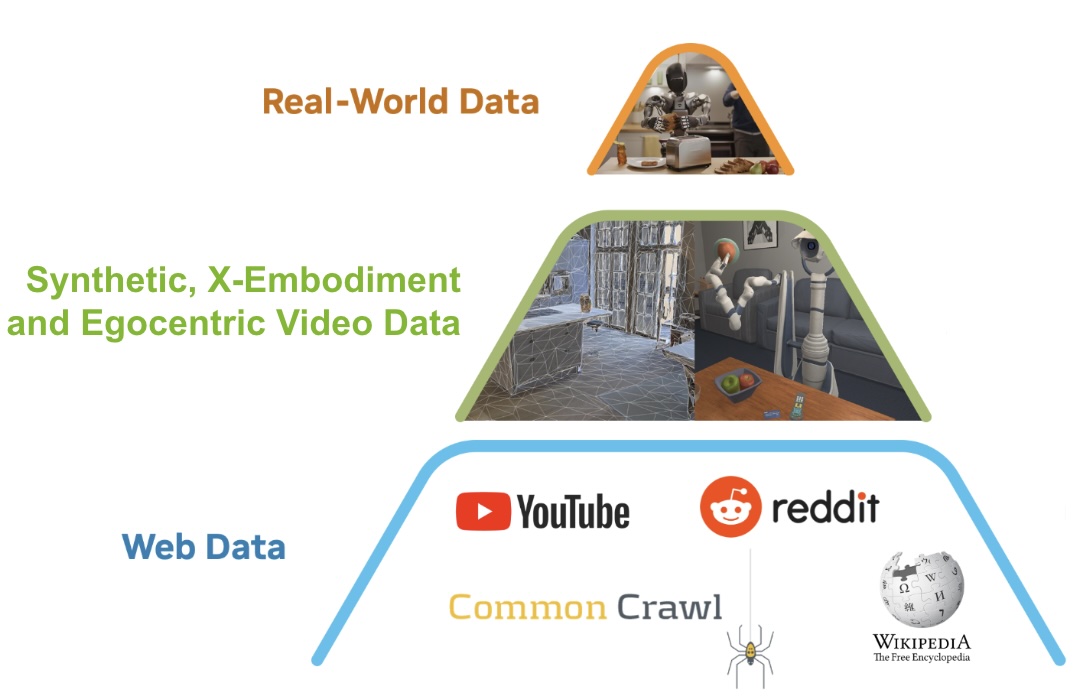 Real-World Data
Synthetic, X-Embodiment
and Egocentric Video Data
Web Data
YouTube
reddit
Common Crawl
WIKIPEDIA
The Free Encyclopedia